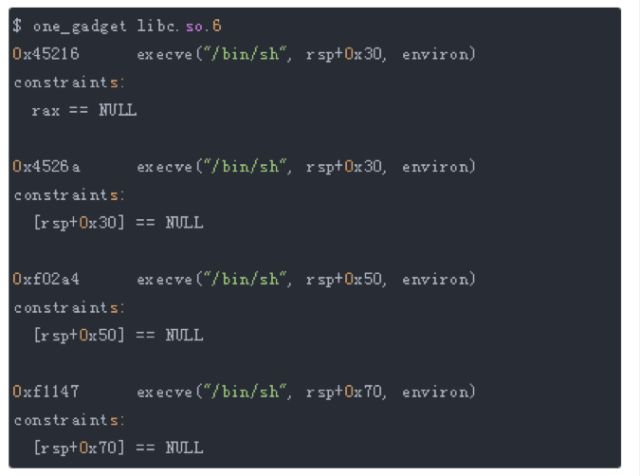 $ one_gadget libc.so.6
0x45216 execve("/bin/sh", rsp+0x30, environ)
constraints:
rax == NULL
0x4526a execve("/bin/sh", rsp+0x30, environ)
constraints:
[rsp+0x30] == NULL
0xf02a4 execve("/bin/sh", rsp+0x50, environ)
constraints:
[rsp+0x50] == NULL
0xf1147 execve("/bin/sh", rsp+0x70, environ)
constraints:
[rsp+0x70] == NULL